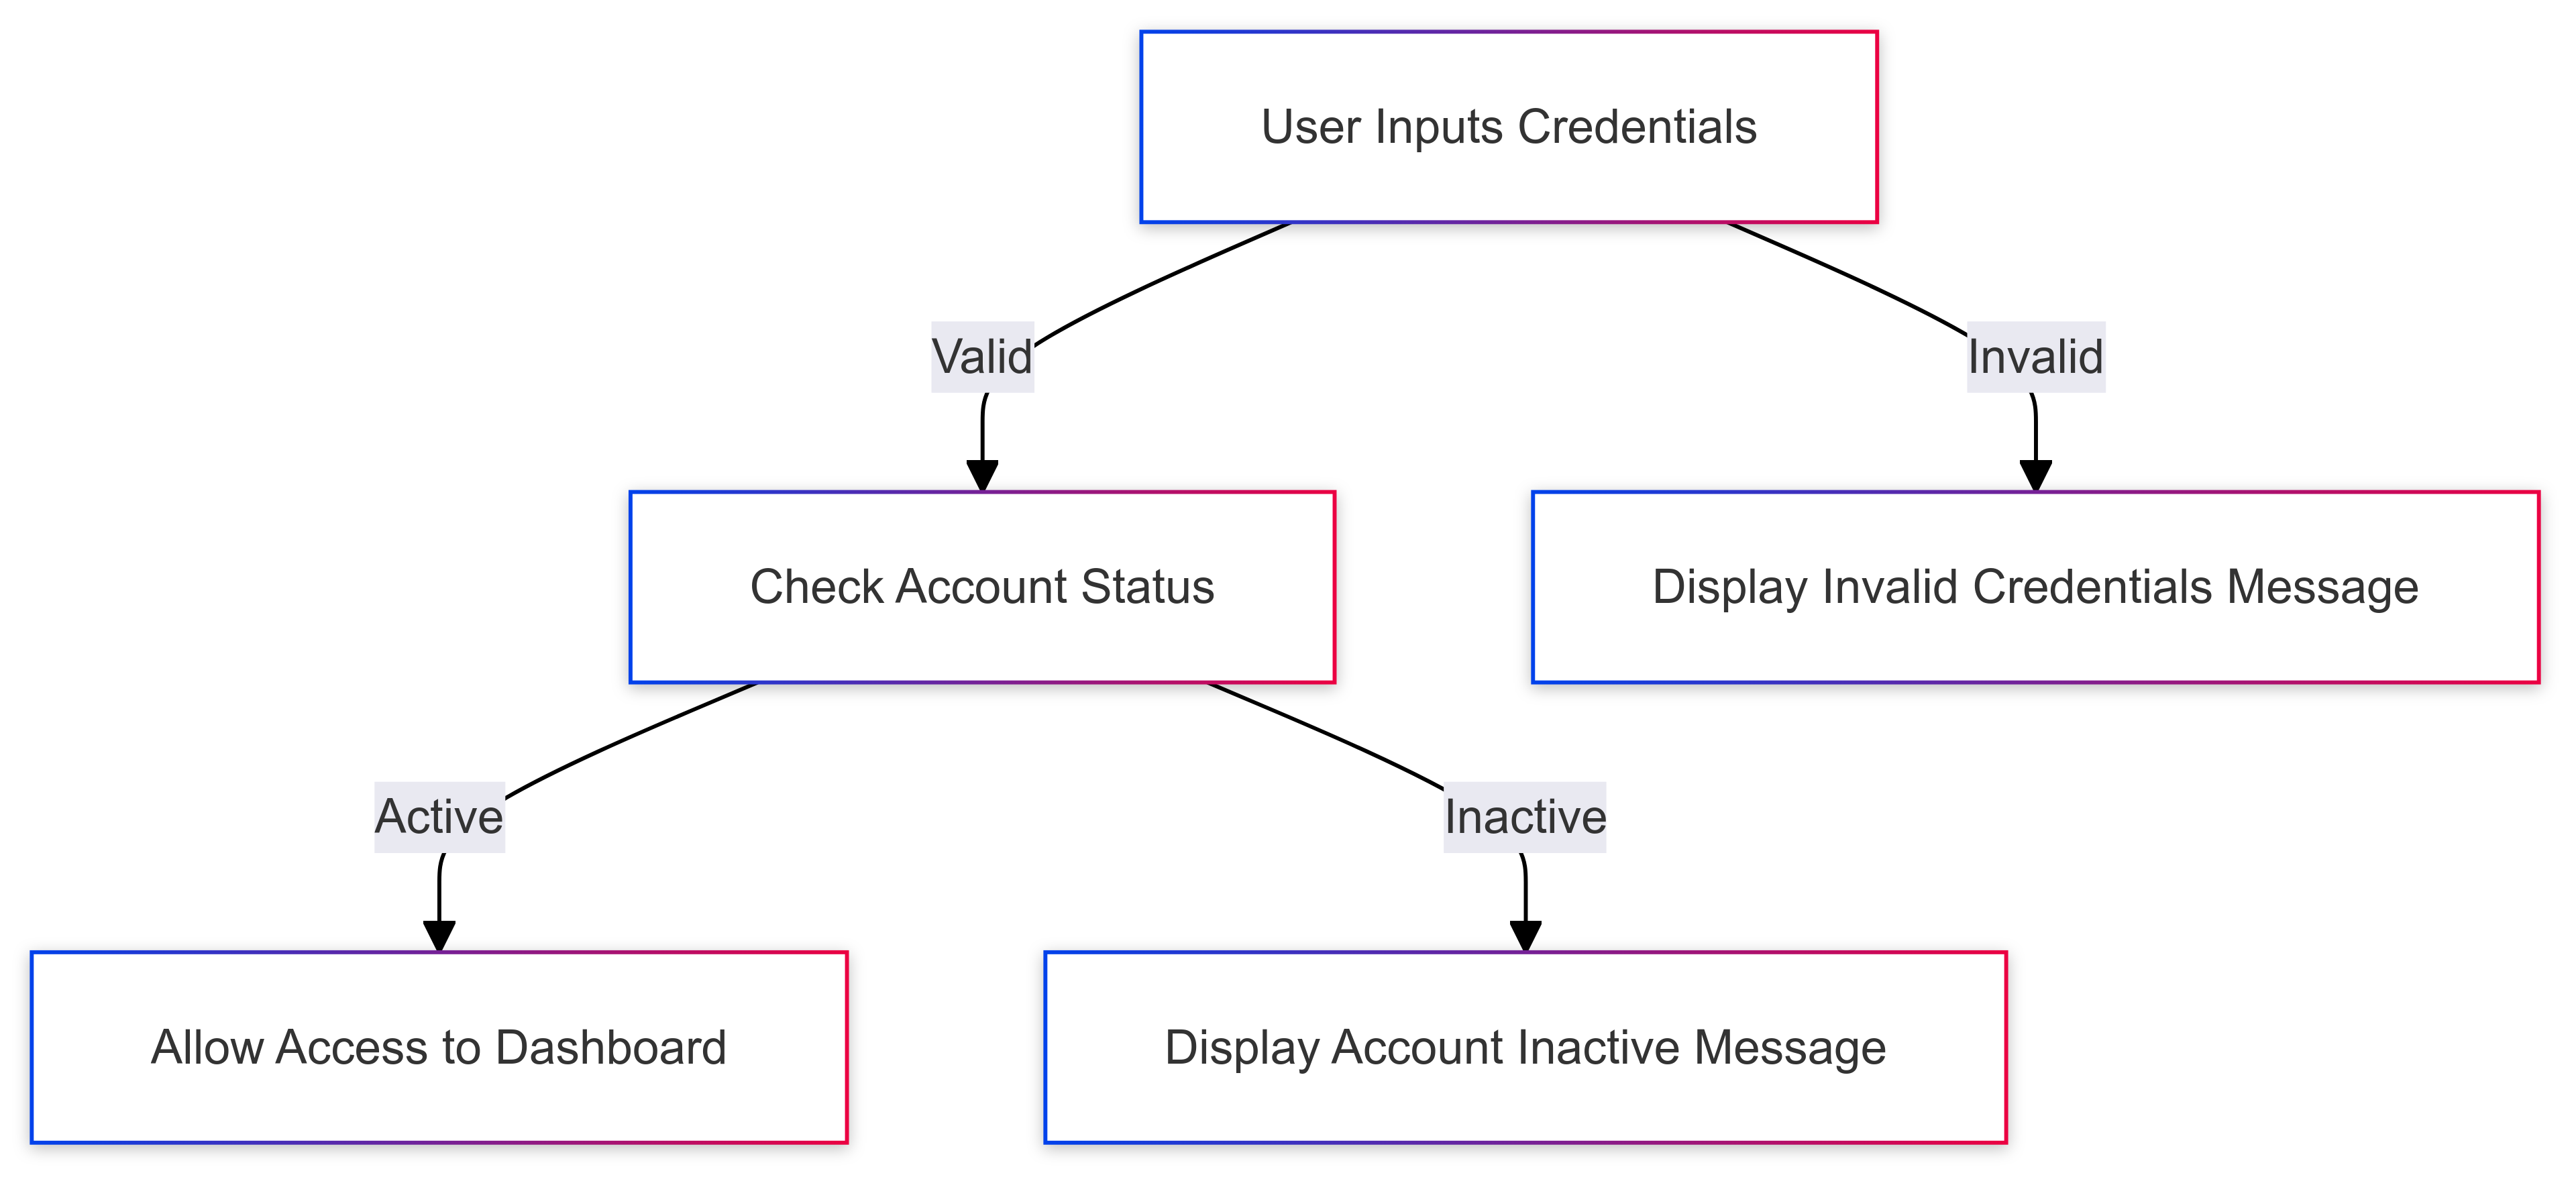 User Inputs Credentials
Valid
Invalid
Check Account Status
Display Invalid Credentials Message
Active
Inactive
Allow Access to Dashboard
Display Account Inactive Message